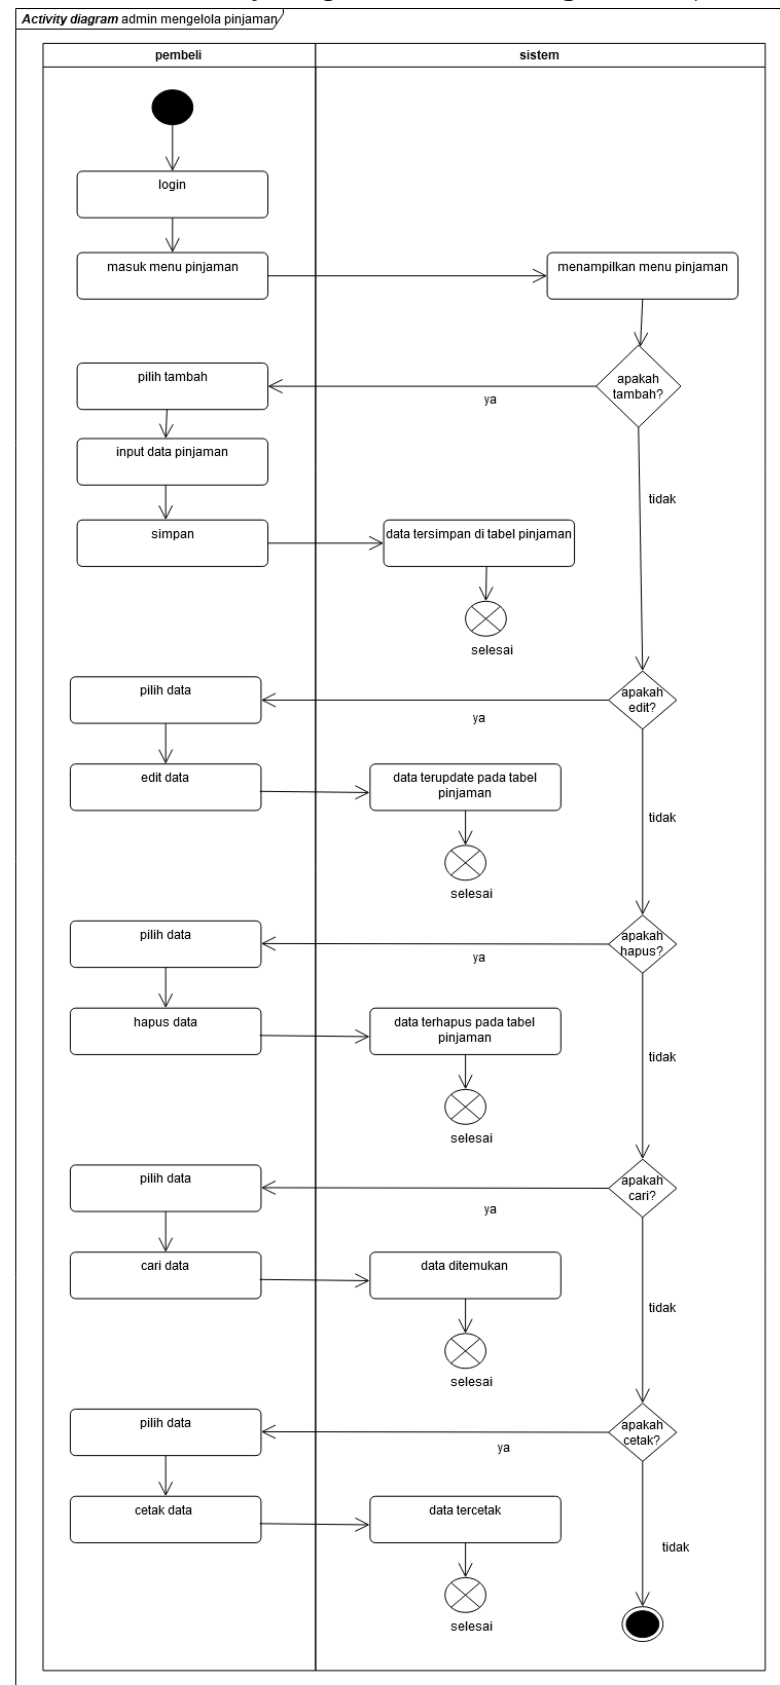 Activity diagram admin mengelola pinjaman
pembeli
sistem
login
masuk menu pinjaman
menampilkan menu pinjaman
apakah
tambah?
ya
pilih tambah
tidak
input data pinjaman
simpan
data tersimpan di tabel pinjaman
selesai
apakah
edit?
ya
pilih data
edit data
data terupdate pada tabel
pinjaman
tidak
selesai
apakah
hapus?
ya
pilih data
hapus data
data terhapus pada tabel
pinjaman
tidak
selesai
apakah
cari?
ya
pilih data
cari data
data ditemukan
tidak
selesai
apakah
cetak?
ya
pilih data
cetak data
data tercetak
tidak
selesai